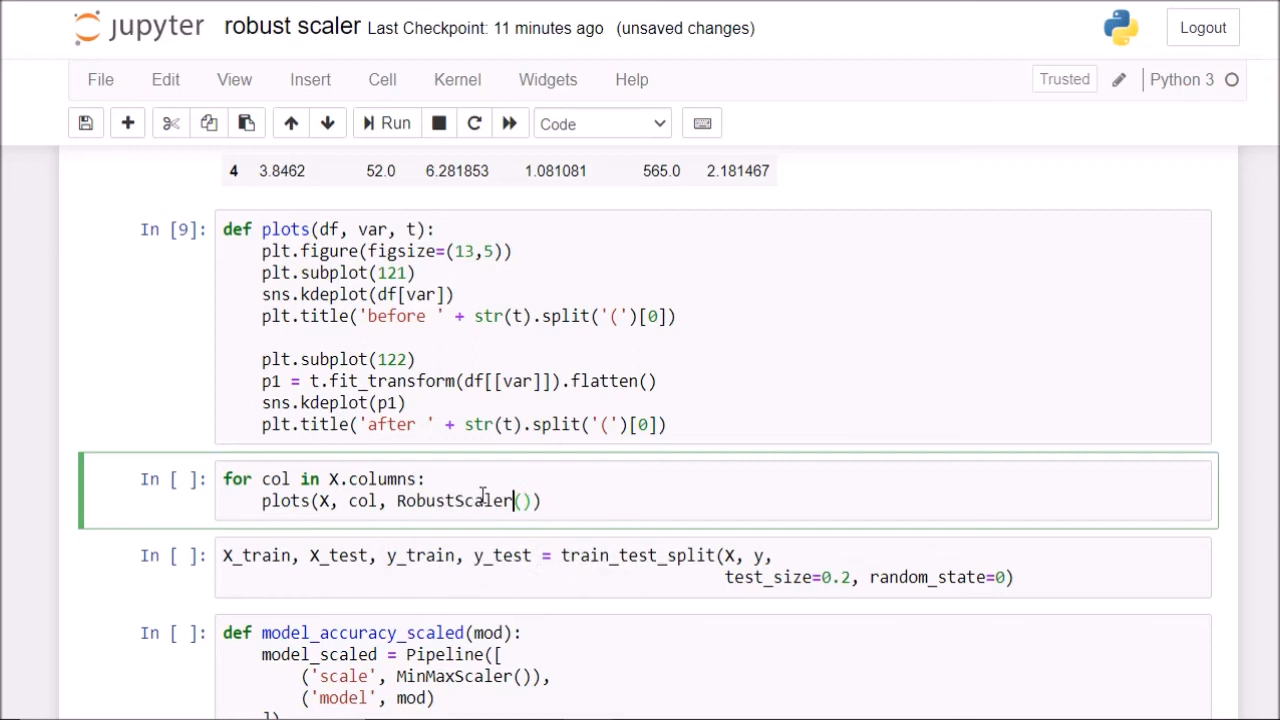 jupyter robust scaler Last Checkpoint: 11 minutes ago (unsaved changes) Logout
File Edit View Insert Cell Kernel Widgets Help Trusted Python 3
Run Code
4 3.8462 52.0 6.281853 1.081081 565.0 2.181467
In [9]: def plots(df, var, t):
plt.figure(figsize=(13,5))
plt.subplot(121)
sns.kdeplot(df[var])
plt.title('before ' + str(t).split('(')[0])
plt.subplot(122)
p1 = t.fit_transform(df[[var]]).flatten()
sns.kdeplot(p1)
plt.title('after ' + str(t).split('(')[0])
In [ ]: for col in X.columns:
plots(X, col, RobustScaler())
In [ ]: X_train, X_test, y_train, y_test = train_test_split(X, y,
test_size=0.2, random_state=0)
In [ ]: def model_accuracy_scaled(mod):
model_scaled = Pipeline([
('scale', MinMaxScaler()),
('model', mod)
])